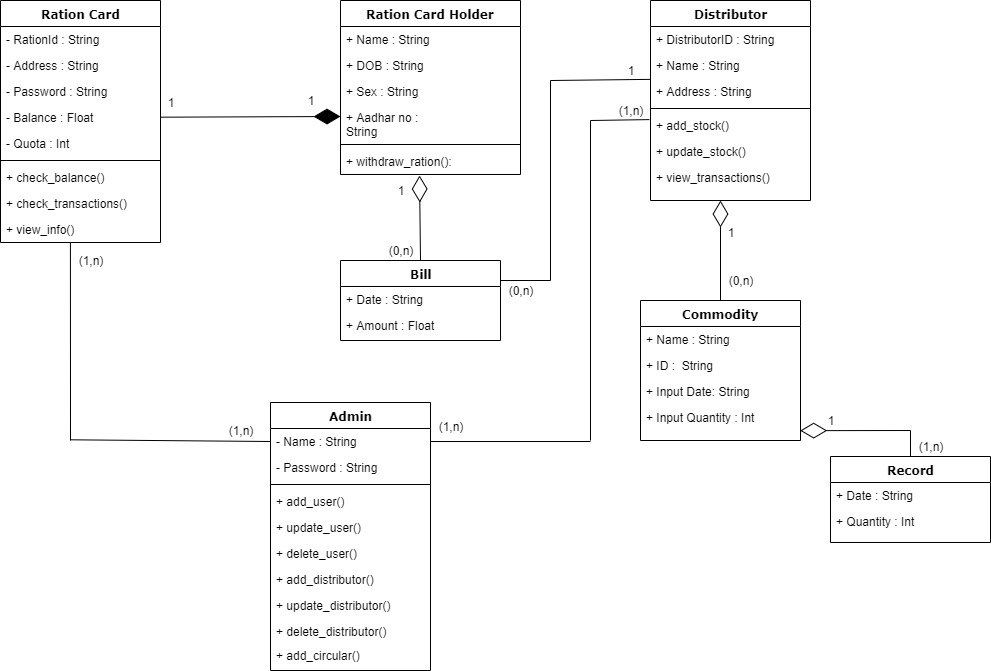 Ration Card
- RationId : String
- Address : String
- Password : String
- Balance : Float
- Quota : Int
+ check_balance()
+ check_transactions()
+ view_info()
(1,n)
1
1
Ration Card Holder
+ Name : String
+ DOB : String
+ Sex : String
+ Aadhar no :
String
+ withdraw_ration():
1
(0,n)
Bill
+ Date : String
+ Amount : Float
(0,n)
1
(1,n)
Distributor
+ DistributorID : String
+ Name : String
+ Address : String
+ add_stock()
+ update_stock()
+ view_transactions()
1
(0,n)
Commodity
+ Name : String
+ ID :  String
+ Input Date: String
+ Input Quantity : Int
1
(1,n)
Record
+ Date : String
+ Quantity : Int
(1,n)
(1,n)
Admin
- Name : String
- Password : String
+ add_user()
+ update_user()
+ delete_user()
+ add_distributor()
+ update_distributor()
+ delete_distributor()
+ add_circular()